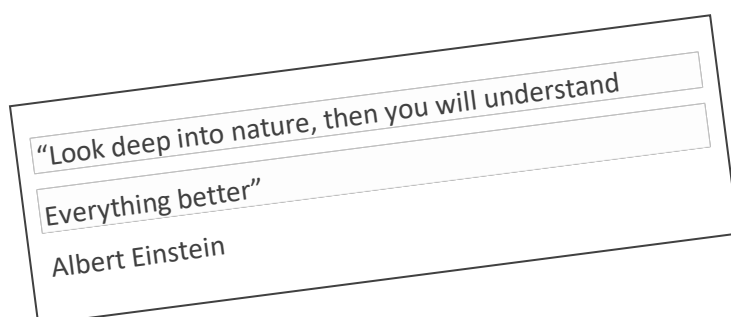 “Look deep into nature, then you will understand
Everything better”
Albert Einstein